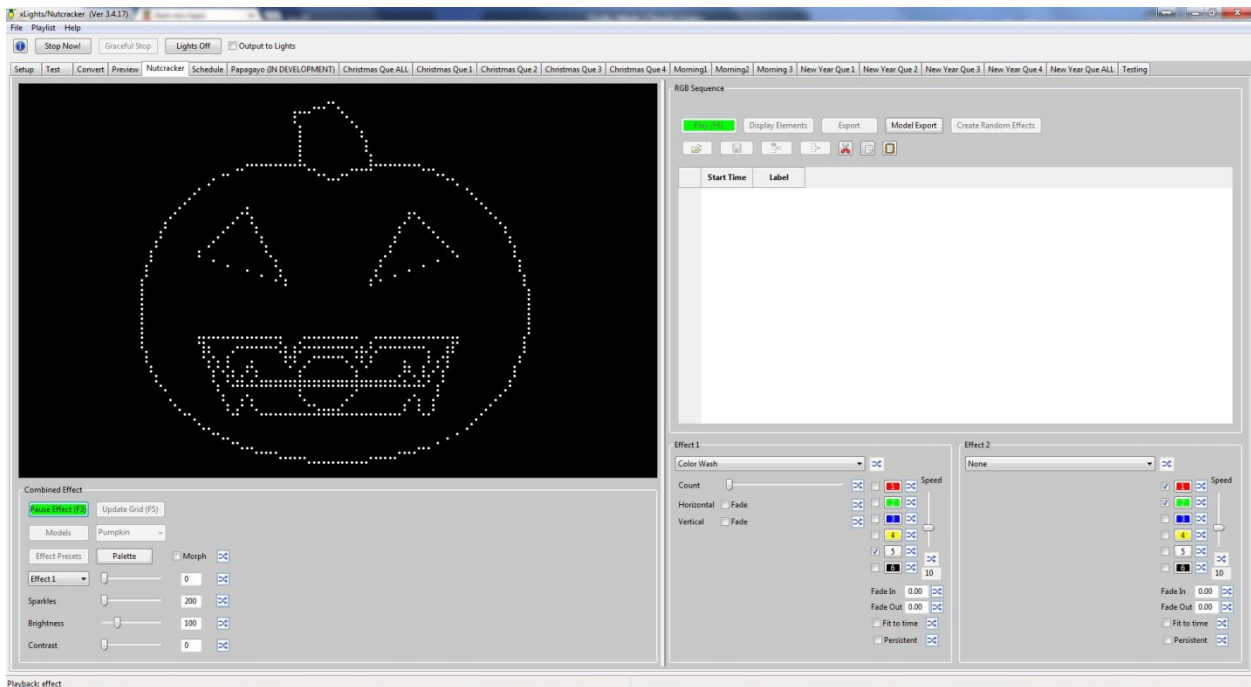 xLights/Nutcracker (Ver 3.4.17)
File Playlist Help
Stop Now! Graceful Stop Lights Off Output to Lights
Setup Test Convert Preview Nutcracker Schedule Papagayo (IN DEVELOPMENT) Christmas Que ALL Christmas Que 1 Christmas Que 2 Christmas Que 3 Christmas Que 4 Morning1 Morning2 Morning 3 New Year Que 1 New Year Que 2 New Year Que 3 New Year Que 4 New Year Que ALL Testing
RGB Sequence
Play (F4) Display Elements Export Model Export Create Random Effects
Start Time Label
Combined Effect
Pause Effect (F3) Update Grid (F5)
Models Pumpkin
Effect Presets Palette Morph
Effect 1 0
Sparkles 200
Brightness 100
Contrast 0
Effect 1
Color Wash
Count
Horizontal Fade
Vertical Fade
Speed
1
2
3
4
5
6
10
Fade In 0.00
Fade Out 0.00
Fit to time
Persistent
Effect 2
None
Speed
1
2
3
4
5
6
10
Fade In 0.00
Fade Out 0.00
Fit to time
Persistent
Playback: effect